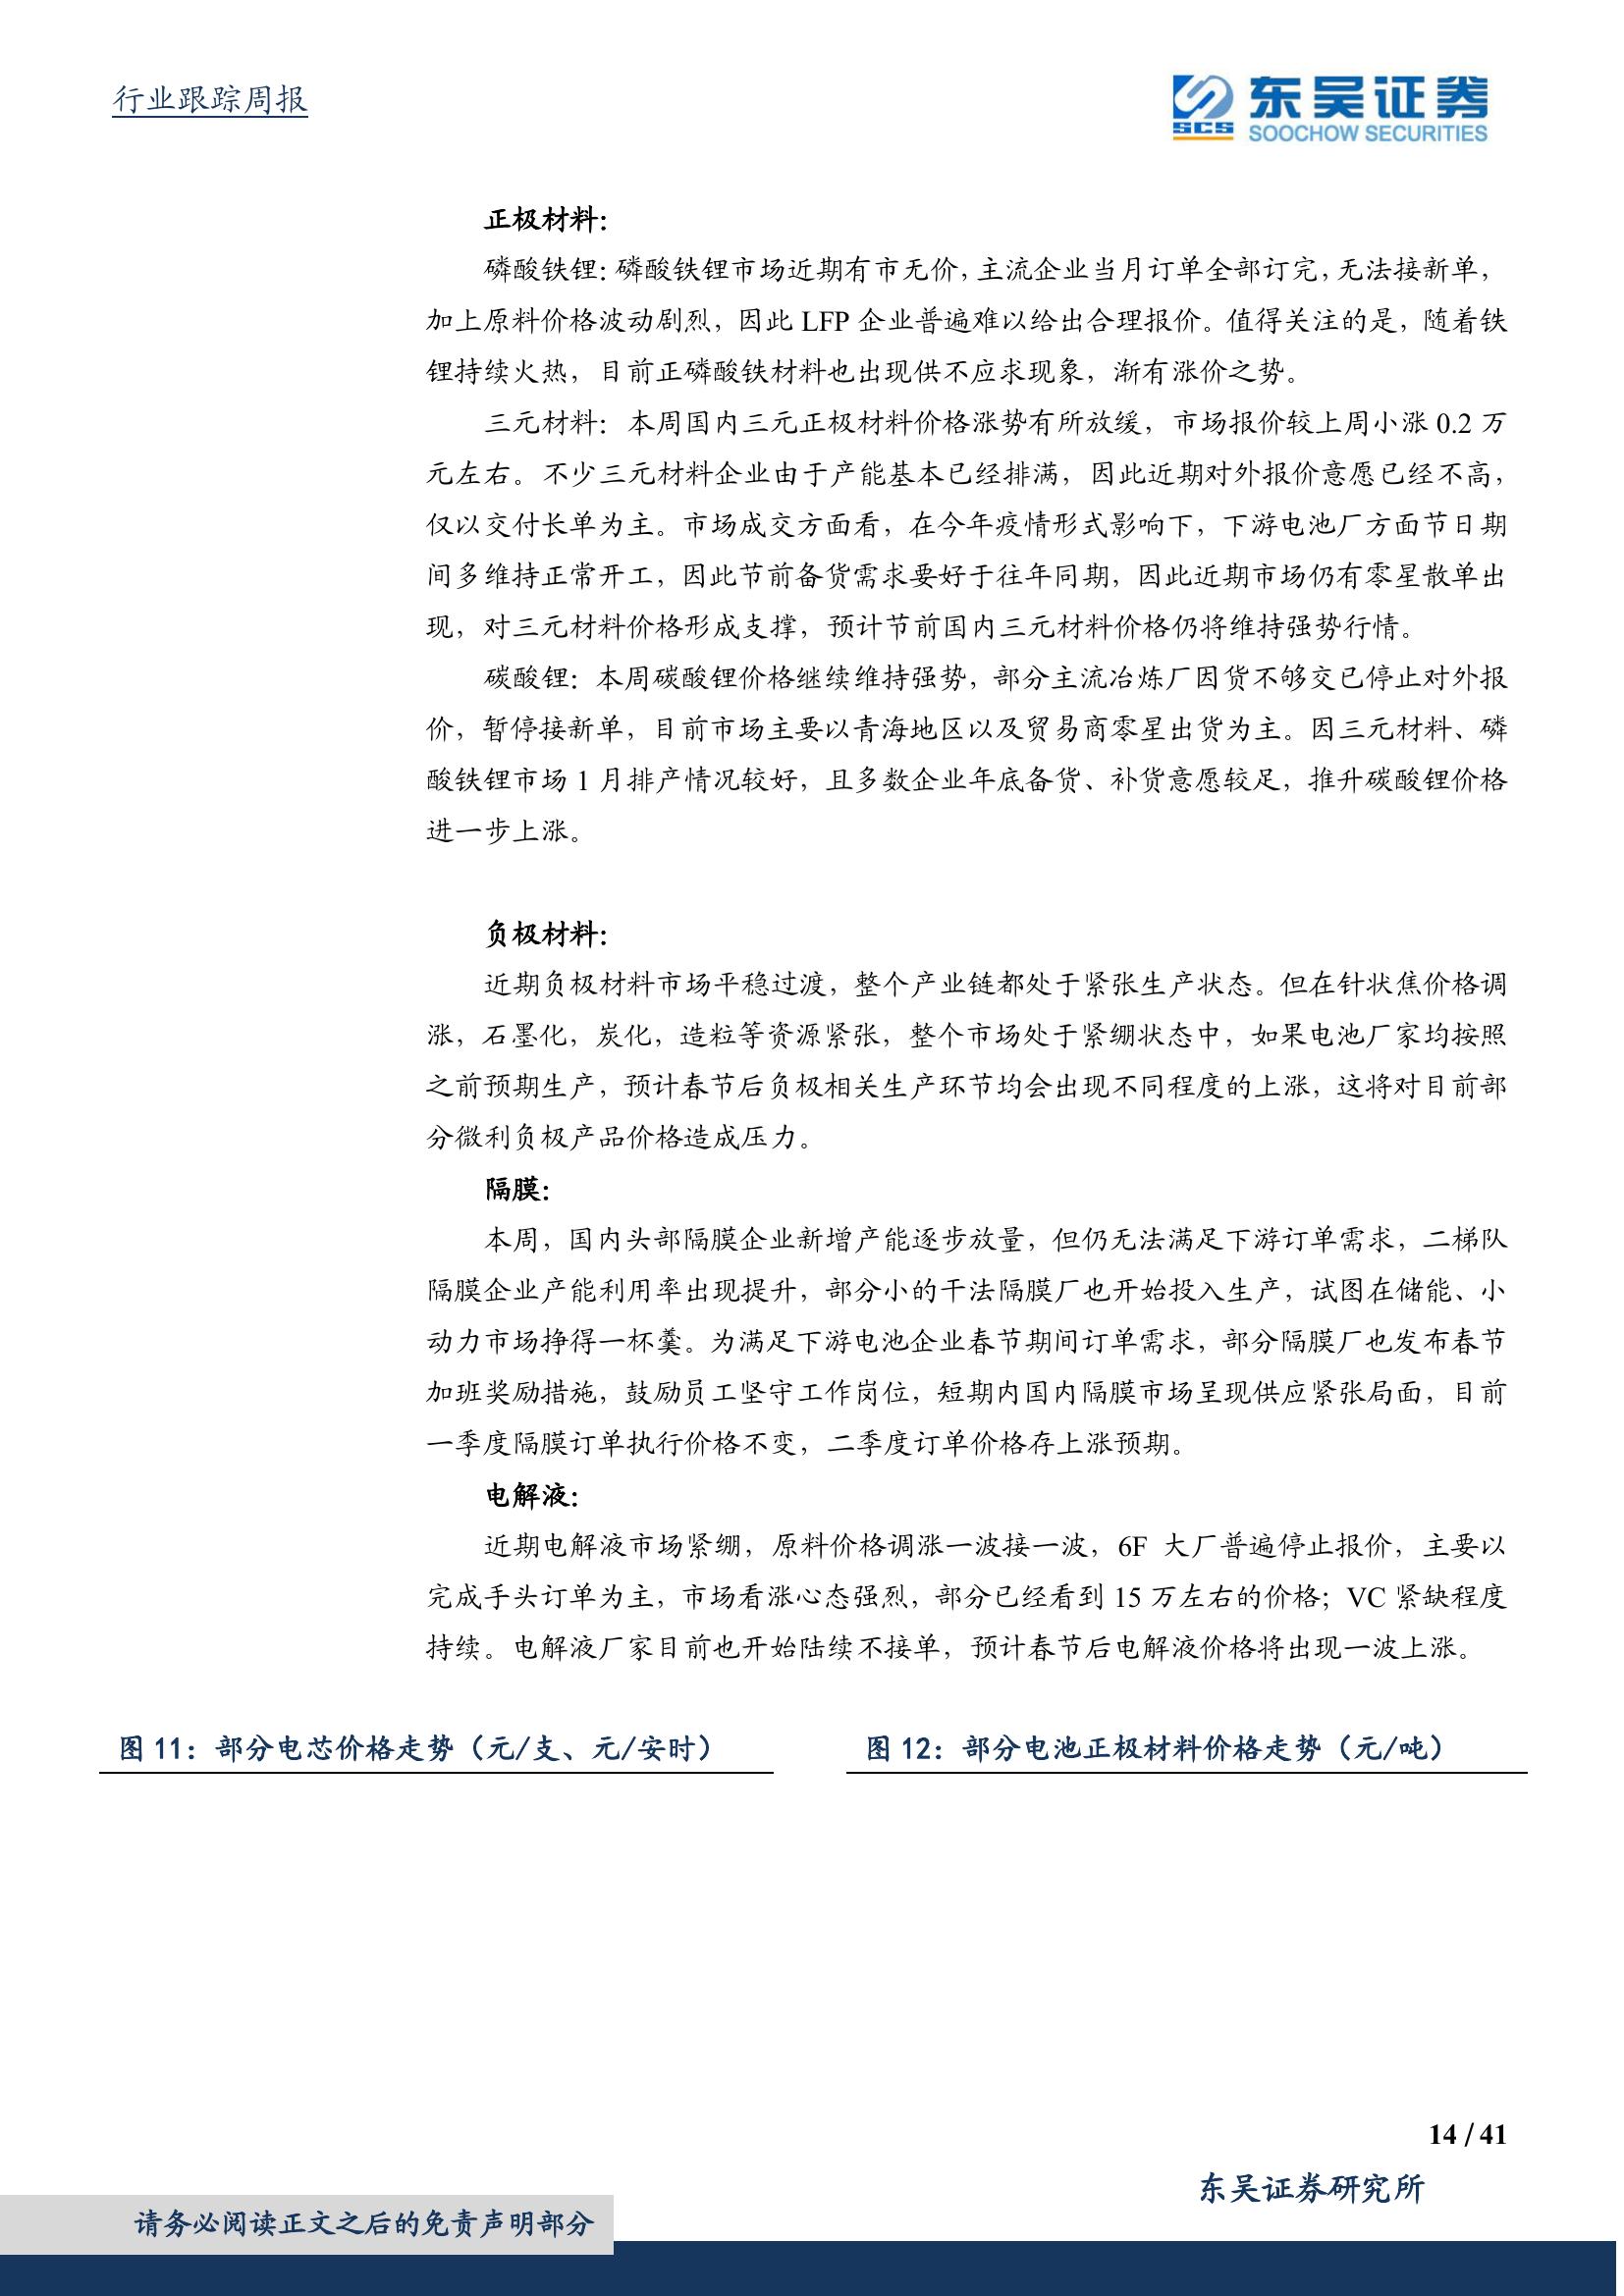 行业跟踪周报
SCS 东吴证券
SOOCHOW SECURITIES
正极材料：
磷酸铁锂：磷酸铁锂市场近期有市无价，主流企业当月订单全部订完，无法接新单，
加上原料价格波动剧烈，因此 LFP 企业普遍难以给出合理报价。值得关注的是，随着铁
锂持续火热，目前正磷酸铁材料也出现供不应求现象，渐有涨价之势。
三元材料：本周国内三元正极材料价格涨势有所放缓，市场报价较上周小涨 0.2 万
元左右。不少三元材料企业由于产能基本已经排满，因此近期对外报价意愿已经不高，
仅以交付长单为主。市场成交方面看，在今年疫情形式影响下，下游电池厂方面节日期
间多维持正常开工，因此节前备货需求要好于往年同期，因此近期市场仍有零星散单出
现，对三元材料价格形成支撑，预计节前国内三元材料价格仍将维持强势行情。
碳酸锂：本周碳酸锂价格继续维持强势，部分主流冶炼厂因货不够交已停止对外报
价，暂停接新单，目前市场主要以青海地区以及贸易商零星出货为主。因三元材料、磷
酸铁锂市场 1 月排产情况较好，且多数企业年底备货、补货意愿较足，推升碳酸锂价格
进一步上涨。
负极材料：
近期负极材料市场平稳过渡，整个产业链都处于紧张生产状态。但在针状焦价格调
涨，石墨化，炭化，造粒等资源紧张，整个市场处于紧绷状态中，如果电池厂家均按照
之前预期生产，预计春节后负极相关生产环节均会出现不同程度的上涨，这将对目前部
分微利负极产品价格造成压力。
隔膜：
本周，国内头部隔膜企业新增产能逐步放量，但仍无法满足下游订单需求，二梯队
隔膜企业产能利用率出现提升，部分小的干法隔膜厂也开始投入生产，试图在储能、小
动力市场挣得一杯羹。为满足下游电池企业春节期间订单需求，部分隔膜厂也发布春节
加班奖励措施，鼓励员工坚守工作岗位，短期内国内隔膜市场呈现供应紧张局面，目前
一季度隔膜订单执行价格不变，二季度订单价格存上涨预期。
电解液：
近期电解液市场紧绷，原料价格调涨一波接一波，6F 大厂普遍停止报价，主要以
完成手头订单为主，市场看涨心态强烈，部分已经看到 15 万左右的价格；VC 紧缺程度
持续。电解液厂家目前也开始陆续不接单，预计春节后电解液价格将出现一波上涨。
图 11：部分电芯价格走势（元/支、元/安时）
图 12：部分电池正极材料价格走势（元/吨）
14 / 41
东吴证券研究所
请务必阅读正文之后的免责声明部分